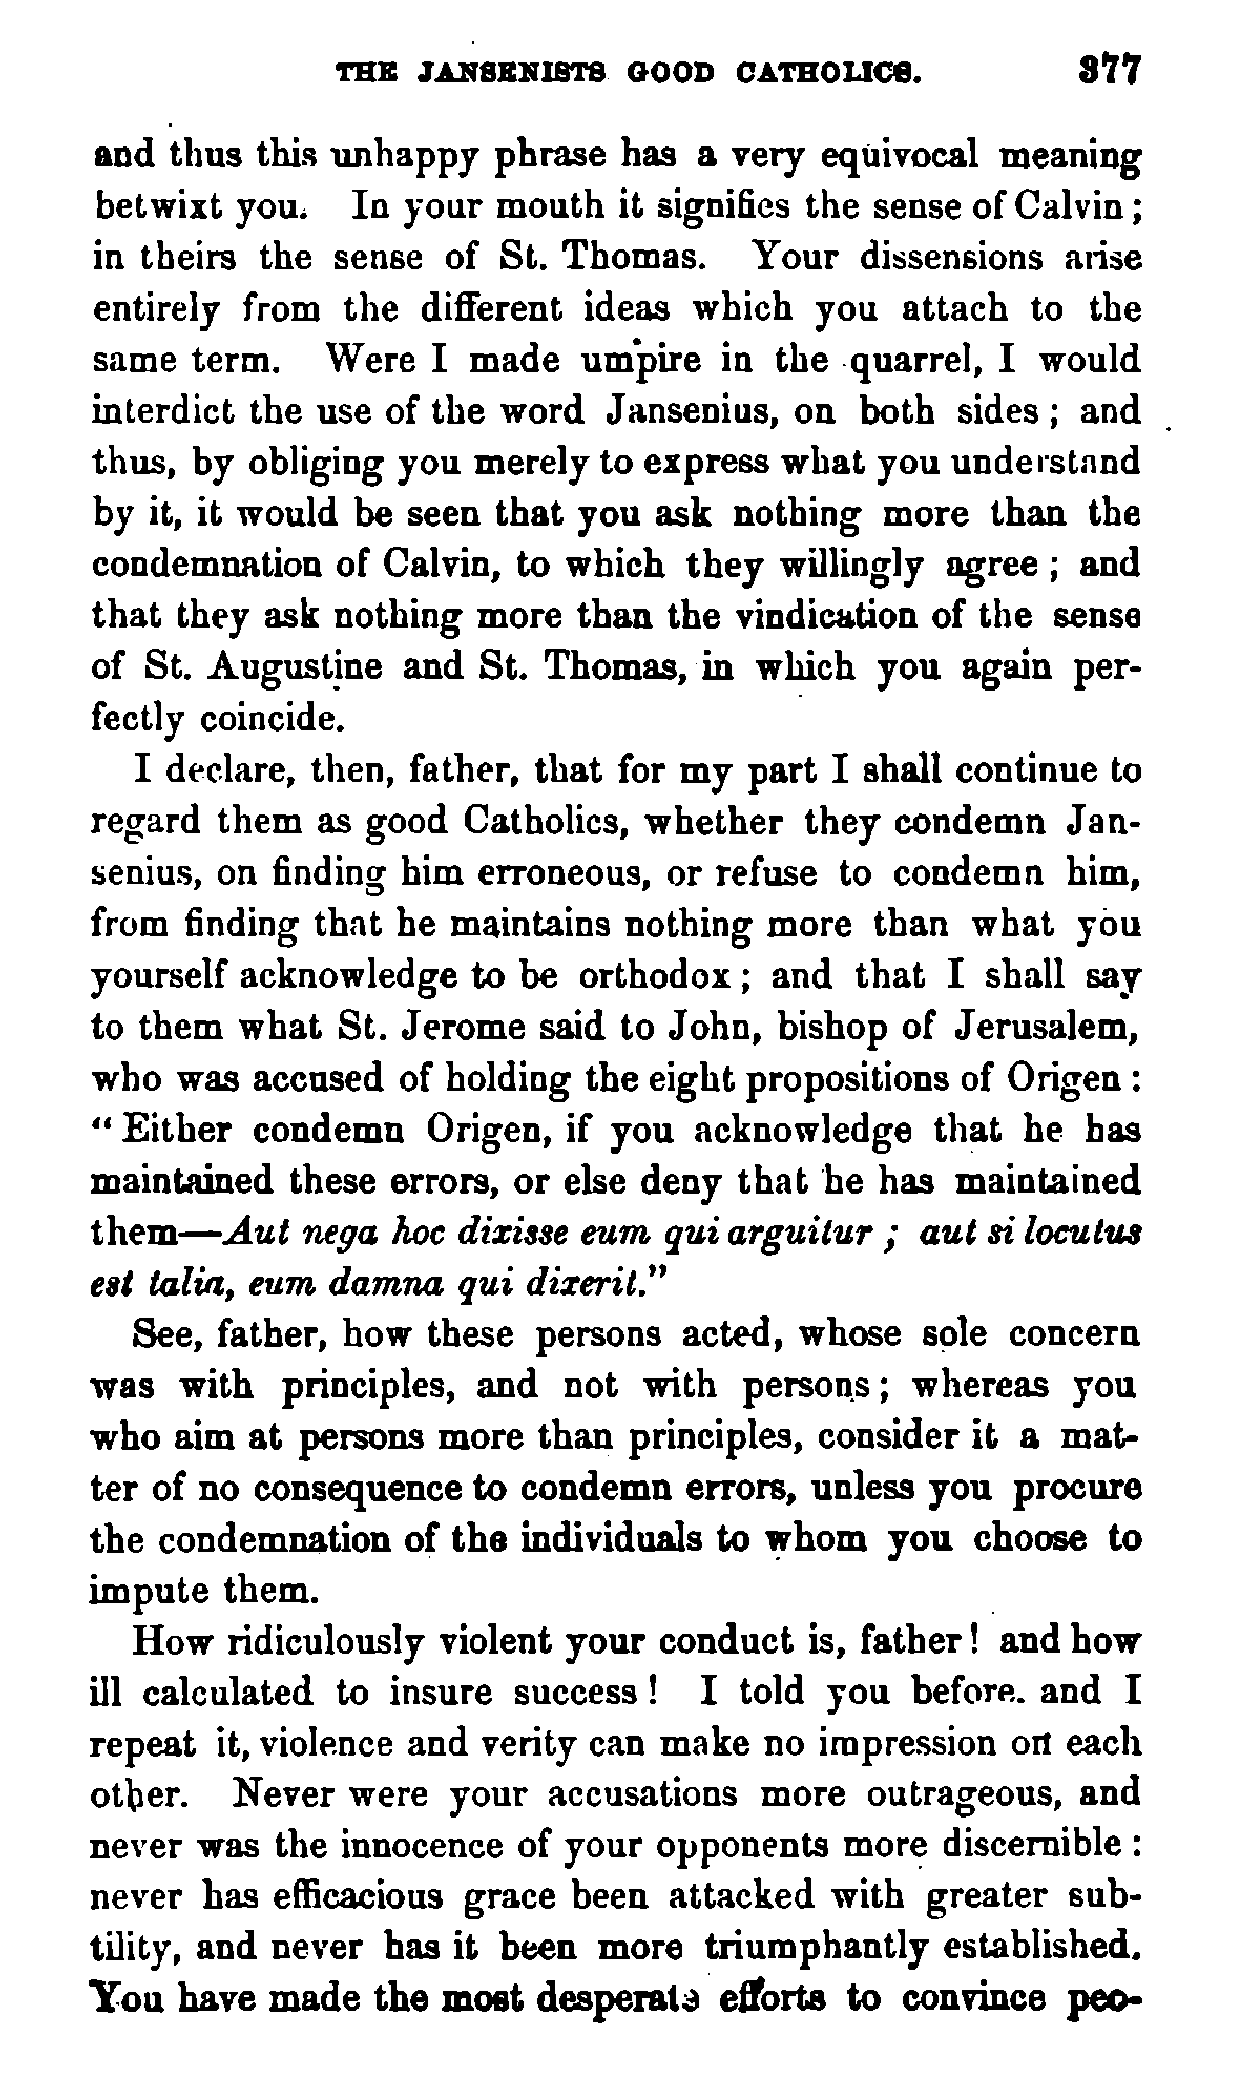 THE JANSENISTS GOOD CATHOLICS. 377
and thus this unhappy phrase has a very equivocal meaning
betwixt you. In your mouth it signifies the sense of Calvin ;
in theirs the sense of St. Thomas. Your dissensions arise
entirely from the different ideas which you attach to the
same term. Were I made umpire in the quarrel, I would
interdict the use of the word Jansenius, on both sides ; and
thus, by obliging you merely to express what you understand
by it, it would be seen that you ask nothing more than the
condemnation of Calvin, to which they willingly agree ; and
that they ask nothing more than the vindication of the sense
of St. Augustine and St. Thomas, in which you again per-
fectly coincide.
I declare, then, father, that for my part I shall continue to
regard them as good Catholics, whether they condemn Jan-
senius, on finding him erroneous, or refuse to condemn him,
from finding that he maintains nothing more than what you
yourself acknowledge to be orthodox ; and that I shall say
to them what St. Jerome said to John, bishop of Jerusalem,
who was accused of holding the eight propositions of Origen :
“ Either condemn Origen, if you acknowledge that he has
maintained these errors, or else deny that he has maintained
them—Aut nega hoc dixisse eum qui arguitur ; aut si locutus
est talia, eum damna qui dixerit.”
See, father, how these persons acted, whose sole concern
was with principles, and not with persons ; whereas you
who aim at persons more than principles, consider it a mat-
ter of no consequence to condemn errors, unless you procure
the condemnation of the individuals to whom you choose to
impute them.
How ridiculously violent your conduct is, father ! and how
ill calculated to insure success ! I told you before. and I
repeat it, violence and verity can make no impression on each
other. Never were your accusations more outrageous, and
never was the innocence of your opponents more discernible :
never has efficacious grace been attacked with greater sub-
tility, and never has it been more triumphantly established.
You have made the most desperate efforts to convince peo-